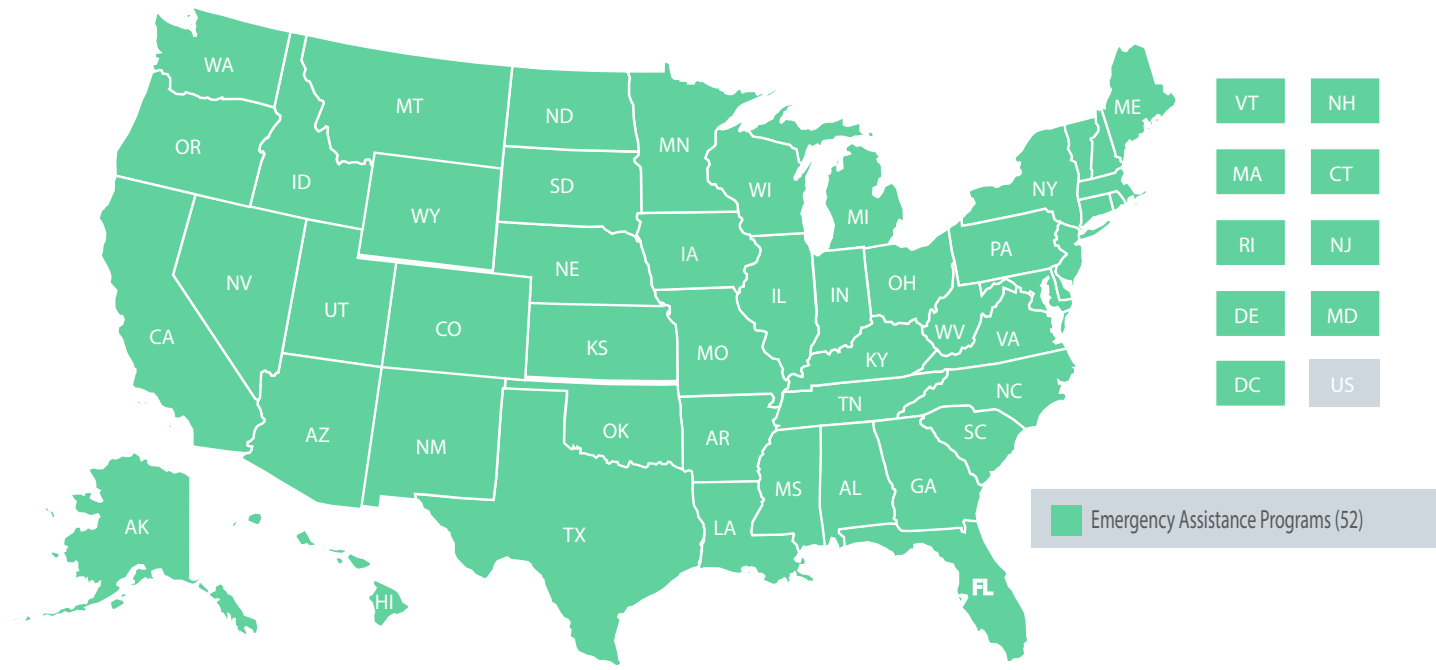 WA
MT
ND
MN
ME
VT
NH
OR
ID
SD
WI
MI
NY
MA
CT
WY
IA
PA
RI
NJ
NV
UT
NE
IL
IN
OH
CA
CO
KS
MO
KY
WV
VA
DE
MD
AZ
NM
OK
AR
TN
NC
SC
DC
US
AK
TX
LA
MS
AL
GA
Emergency Assistance Programs (52)
HI
FL